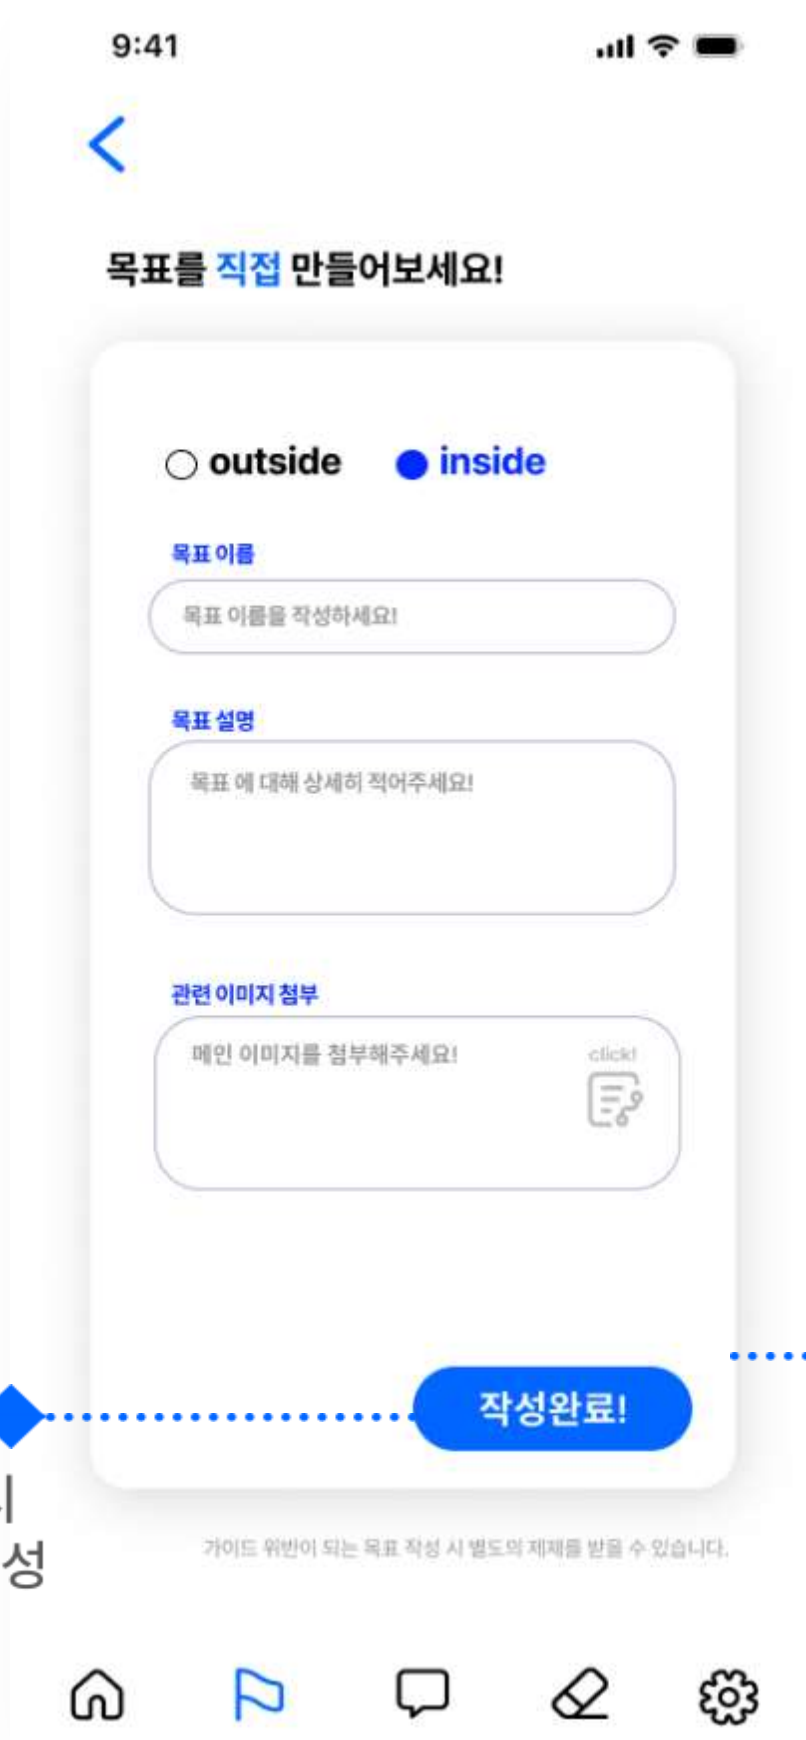 9:41
목표를 직접 만들어보세요!
outside
inside
목표 이름
목표 이름을 작성하세요!
목표 설명
목표 에 대해 상세히 적어주세요!
관련 이미지 첨부
메인 이미지를 첨부해주세요!
click!
작성완료!
성
가이드 위반이 되는 목표 작성 시 별도의 제재를 받을 수 있습니다.